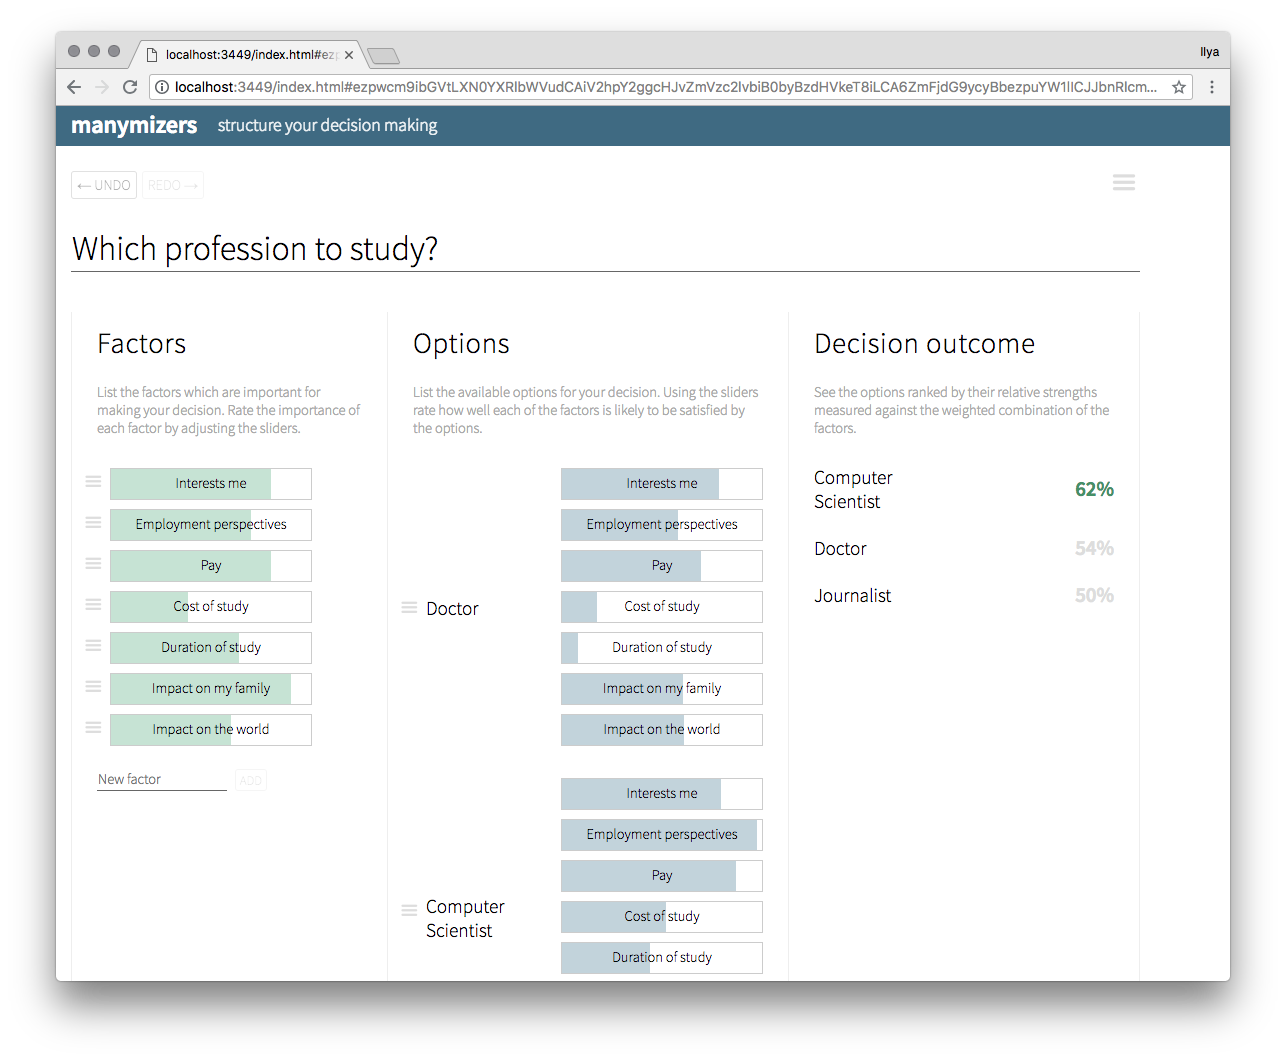 localhost:3449/index.html#ezp
Ilya
localhost:3449/index.html#ezpwcm9ibGVtLXN0YXRlbWVudCAiV2hpY2ggcHJvZmVzc2lvbiB0byBzdHVkeT8iLCA6ZmFjdG9ycyBbezpuYW1lICJJbnRlcm...
manymizers structure your decision making
← UNDO REDO →
Which profession to study?
Factors
List the factors which are important for
making your decision. Rate the importance of
each factor by adjusting the sliders.
Interests me
Employment perspectives
Pay
Cost of study
Duration of study
Impact on my family
Impact on the world
New factor ADD
Options
List the available options for your decision. Using the sliders
rate how well each of the factors is likely to be satisfied by
the options.
Doctor
Interests me
Employment perspectives
Pay
Cost of study
Duration of study
Impact on my family
Impact on the world
Computer
Scientist
Interests me
Employment perspectives
Pay
Cost of study
Duration of study
Decision outcome
See the options ranked by their relative strengths
measured against the weighted combination of the
factors.
Computer
Scientist
62%
Doctor 54%
Journalist 50%